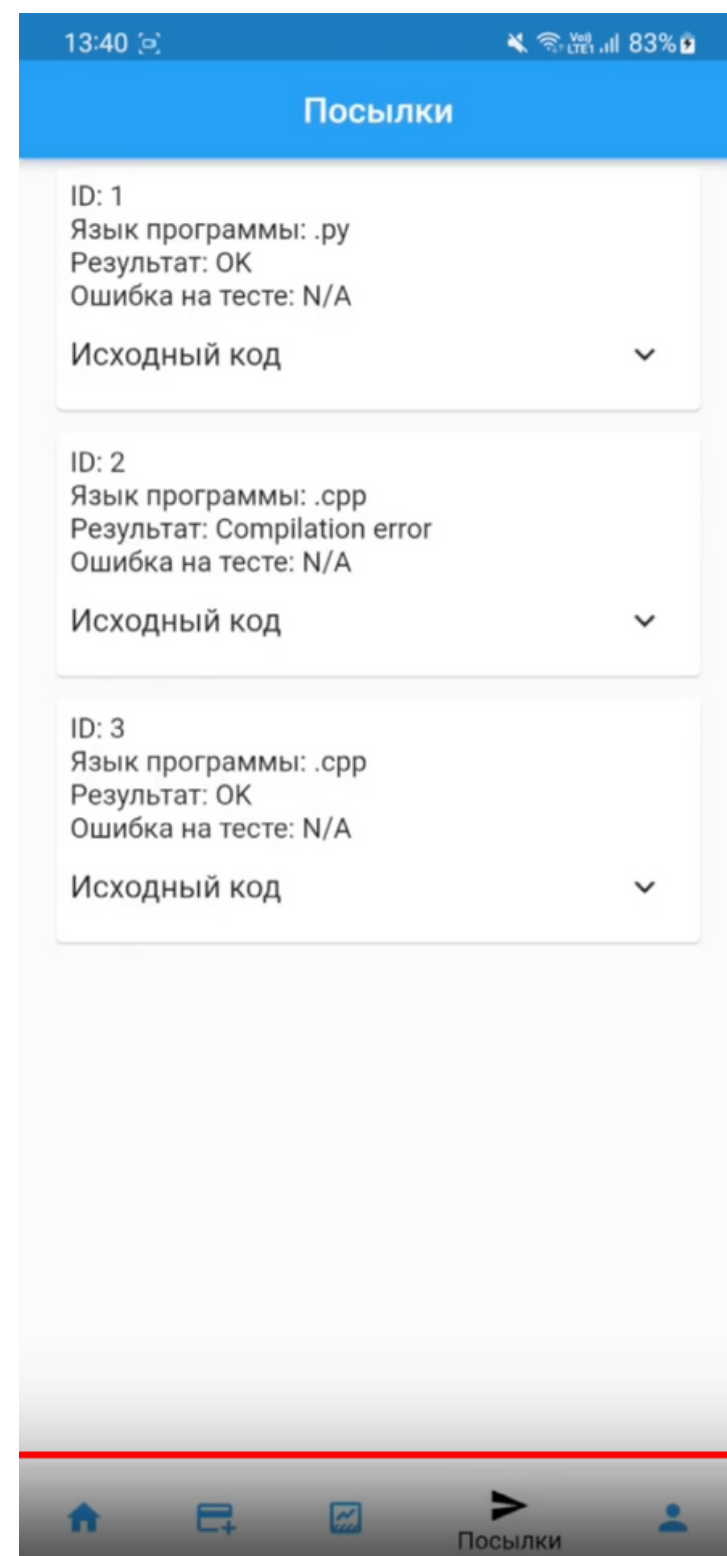 13:40
Vo)) LTE1 83%
Посылки
ID: 1
Язык программы: .py
Результат: OK
Ошибка на тесте: N/A
Исходный код
ID: 2
Язык программы: .cpp
Результат: Compilation error
Ошибка на тесте: N/A
Исходный код
ID: 3
Язык программы: .cpp
Результат: OK
Ошибка на тесте: N/A
Исходный код
Посылки